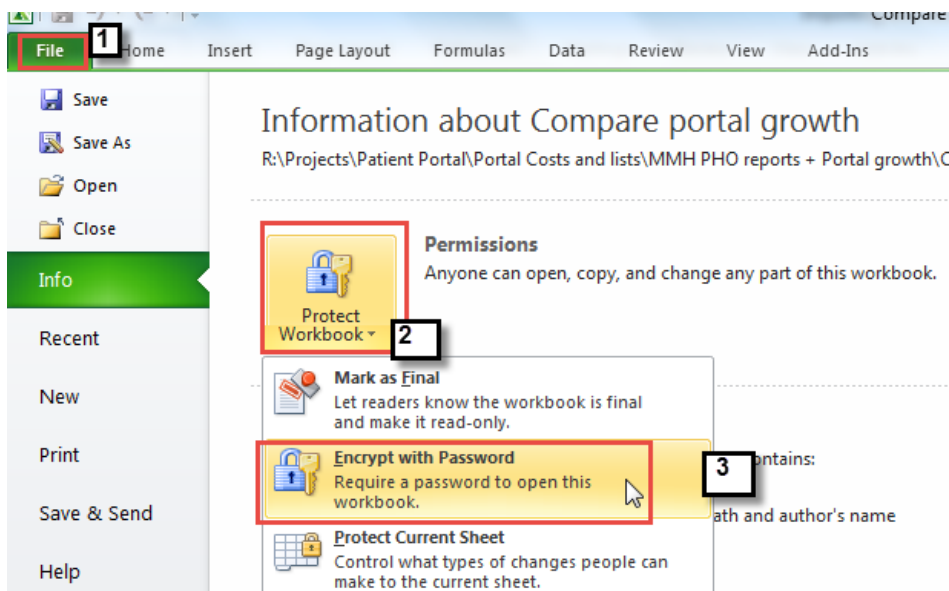 Compare
File 1 Home Insert Page Layout Formulas Data Review View Add-Ins
Save
Save As
Open
Close
Info
Recent
New
Print
Save & Send
Help
Information about Compare portal growth
R:\Projects\Patient Portal\Portal Costs and lists\MMH PHO reports + Portal growth\C
Protect
Workbook
2
Permissions
Anyone can open, copy, and change any part of this workbook.
Mark as Final
Let readers know the workbook is final
and make it read-only.
Encrypt with Password
Require a password to open this
workbook.
3
ontains:
ath and author's name
Protect Current Sheet
Control what types of changes people can
make to the current sheet.